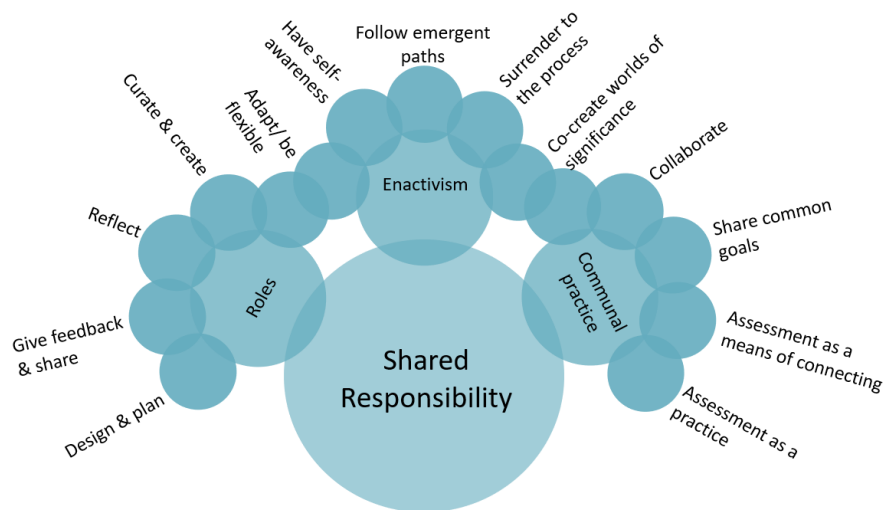 Follow emergent
paths
Have self-
awareness
Surrender to
the process
Curate & create
Adapt/ be
flexible
Co-create worlds of
significance
Collaborate
Reflect
Enactivism
Share common
goals
Roles
Communal
practice
Give feedback
& share
Assessment as a
means of connecting
Shared
Responsibility
Design & plan
Assessment as a
practice